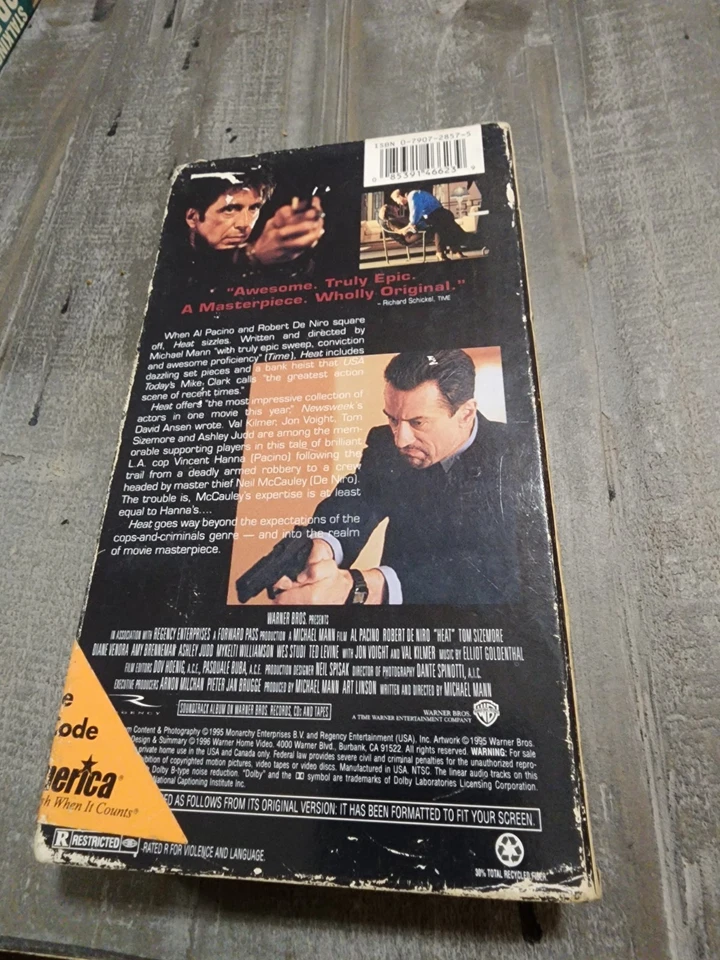 ISBN 0-7907-2857-5
0 85391 46623 9
"Awesome. Truly Epic.
A Masterpiece. Wholly Original."
- Richard Schickel, TIME
When Al Pacino and Robert De Niro square
off, Heat sizzles. Written and directed by
Michael Mann "with truly epic sweep, conviction
and awesome proficiency" (Time), Heat includes
dazzling set pieces and a bank heist that USA
Today's Mike Clark calls "the greatest action
scene of recent times."
Heat offers "the most impressive collection of
actors in one movie this year," Newsweek's
David Ansen wrote. Val Kilmer, Jon Voight, Tom
Sizemore and Ashley Judd are among the mem-
orable supporting players in this tale of brilliant
L.A. cop Vincent Hanna (Pacino) following the
trail from a deadly armed robbery to a crew
headed by master thief Neil McCauley (De Niro).
The trouble is, McCauley's expertise is at least
equal to Hanna's....
Heat goes way beyond the expectations of the
cops-and-criminals genre — and into the realm
of movie masterpiece.
WARNER BROS. PRESENTS
IN ASSOCIATION WITH REGENCY ENTERPRISES A FORWARD PASS PRODUCTION A MICHAEL MANN FILM AL PACINO ROBERT DE NIRO "HEAT" TOM SIZEMORE
DIANE VENORA AMY BRENNEMAN ASHLEY JUDD MYKELTI WILLIAMSON WES STUDI TED LEVINE WITH JON VOIGHT AND VAL KILMER MUSIC BY ELLIOT GOLDENTHAL
FILM EDITORS DOV HOENIG, A.C.E., PASQUALE BUBA, A.C.E. PRODUCTION DESIGNER NEIL SPISAK DIRECTOR OF PHOTOGRAPHY DANTE SPINOTTI, A.I.C.
EXECUTIVE PRODUCERS ARNON MILCHAN PIETER JAN BRUGGE PRODUCED BY MICHAEL MANN ART LINSON WRITTEN AND DIRECTED BY MICHAEL MANN
REGENCY
SOUNDTRACK ALBUM ON WARNER BROS. RECORDS, CDs AND TAPES
WARNER BROS.
A TIME WARNER ENTERTAINMENT COMPANY
m Content & Photography ©1995 Monarchy Enterprises B.V. and Regency Entertainment (USA), Inc. Artwork ©1995 Warner Bros.
Design & Summary ©1996 Warner Home Video, 4000 Warner Blvd., Burbank, CA 91522. All rights reserved. WARNING: For sale
private home use in the USA and Canada only. Federal law provides severe civil and criminal penalties for the unauthorized repro-
ibition of copyrighted motion pictures, video tapes or video discs. Manufactured in USA. NTSC. The linear audio tracks on this
Dolby B-type noise reduction. "Dolby" and the symbol are trademarks of Dolby Laboratories Licensing Corporation.
National Captioning Institute Inc.
ED AS FOLLOWS FROM ITS ORIGINAL VERSION: IT HAS BEEN FORMATTED TO FIT YOUR SCREEN.
e
ode
merica
h When It Counts
R RESTRICTED
RATED R FOR VIOLENCE AND LANGUAGE.
30% TOTAL RECYCLED FIBER